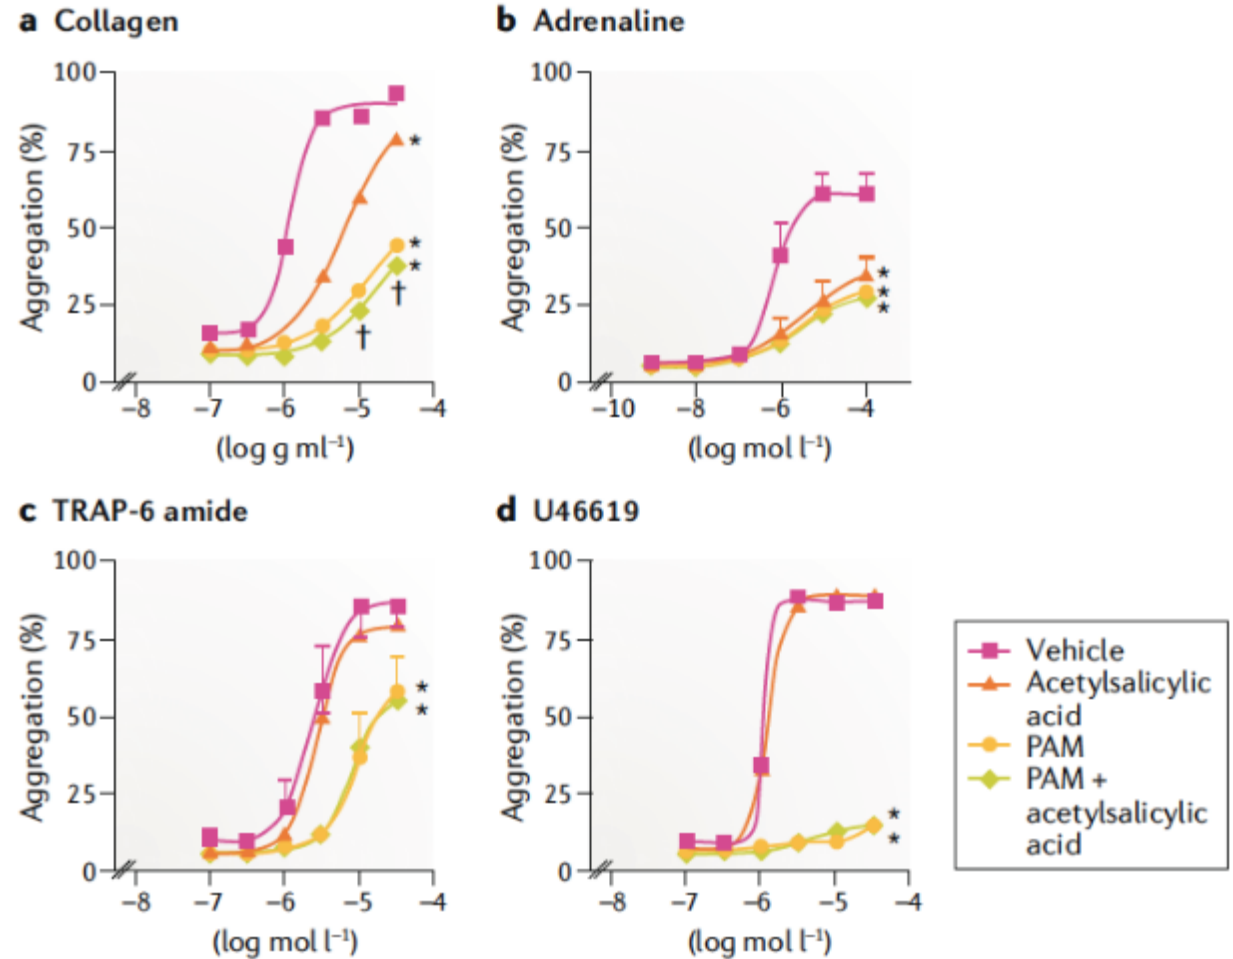 a Collagen
100
75
50
25
0
Aggregation (%)
–8 –7 –6 –5 –4
(log g ml⁻¹)
*
*
*
†
†
b Adrenaline
100
75
50
25
0
Aggregation (%)
–10 –8 –6 –4
(log mol l⁻¹)
*
*
*
c TRAP-6 amide
100
75
50
25
0
Aggregation (%)
–8 –7 –6 –5 –4
(log mol l⁻¹)
*
*
d U46619
100
75
50
25
0
Aggregation (%)
–8 –7 –6 –5 –4
(log mol l⁻¹)
*
*
Vehicle
Acetylsalicylic
acid
PAM
PAM +
acetylsalicylic
acid